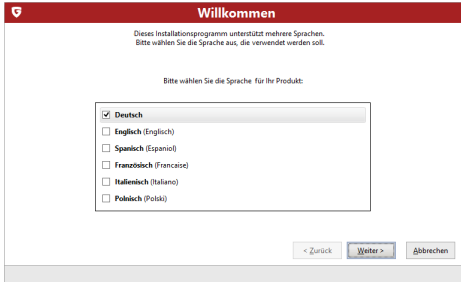 Willkommen
Dieses Installationsprogramm unterstützt mehrere Sprachen.
Bitte wählen Sie die Sprache aus, die verwendet werden soll.
Bitte wählen Sie die Sprache für Ihr Produkt:
Deutsch
Englisch (Englisch)
Spanisch (Espaniol)
Französisch (Francaise)
Italienisch (Italiano)
Polnisch (Polski)
< Zurück Weiter > Abbrechen